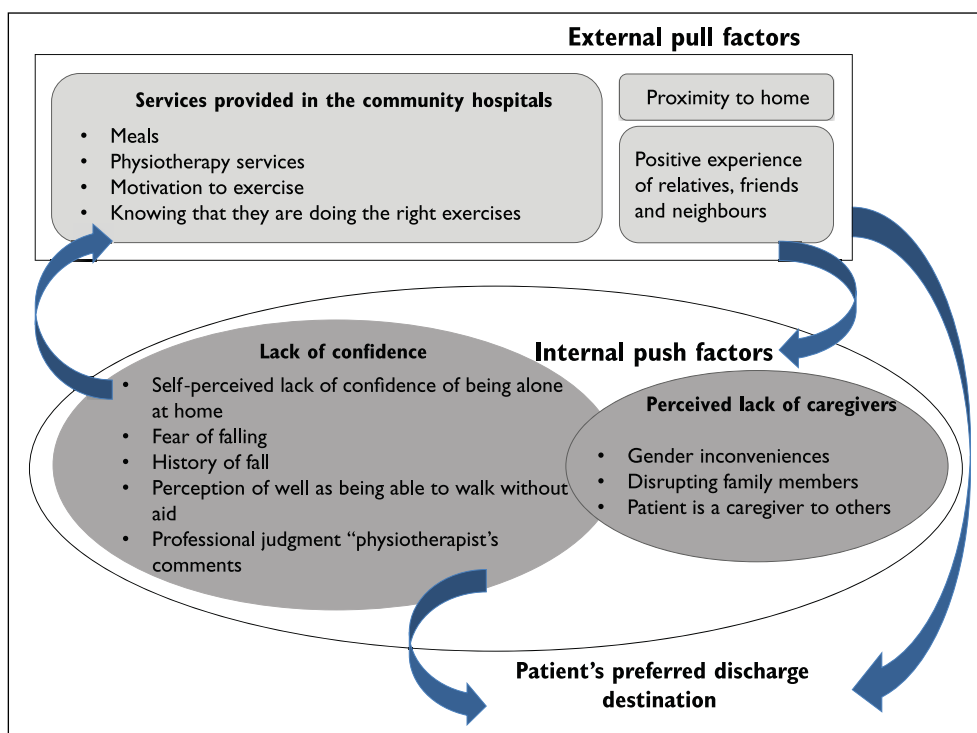 External pull factors
Services provided in the community hospitals
• Meals
• Physiotherapy services
• Motivation to exercise
• Knowing that they are doing the right exercises
Proximity to home
Positive experience
of relatives, friends
and neighbours
Internal push factors
Lack of confidence
• Self-perceived lack of confidence of being alone
at home
• Fear of falling
• History of fall
• Perception of well as being able to walk without
aid
• Professional judgment “physiotherapist’s
comments
Perceived lack of caregivers
• Gender inconveniences
• Disrupting family members
• Patient is a caregiver to others
Patient’s preferred discharge
destination